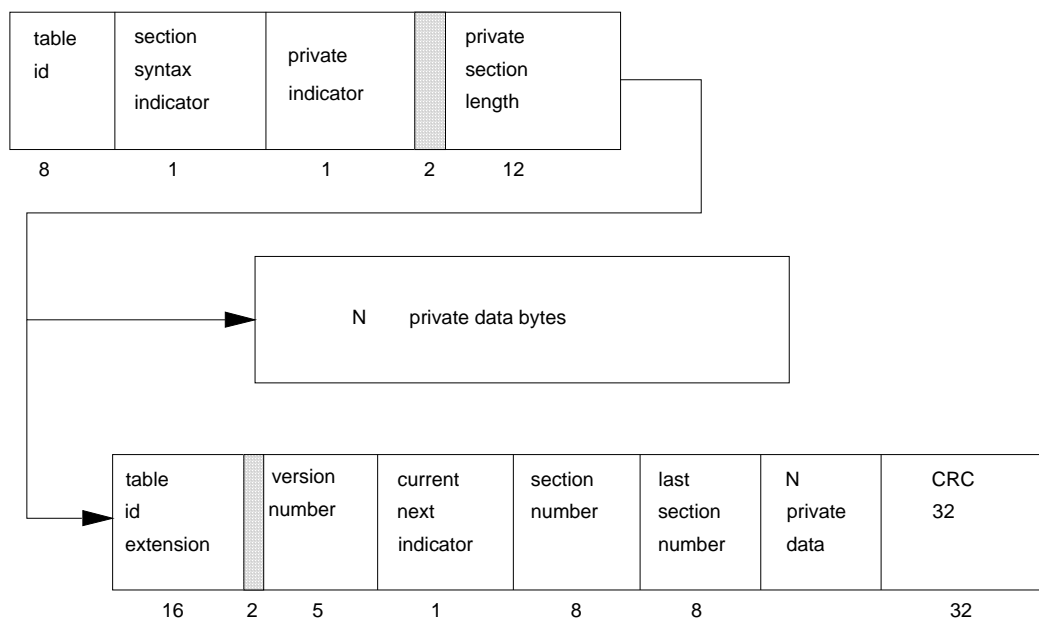 table
id
section
syntax
indicator
private
indicator
private
section
length
8
1
1
2
12
N private data bytes
table
id
extension
version
number
current
next
indicator
section
number
last
section
number
N
private
data
CRC
32
16
2
5
1
8
8
32